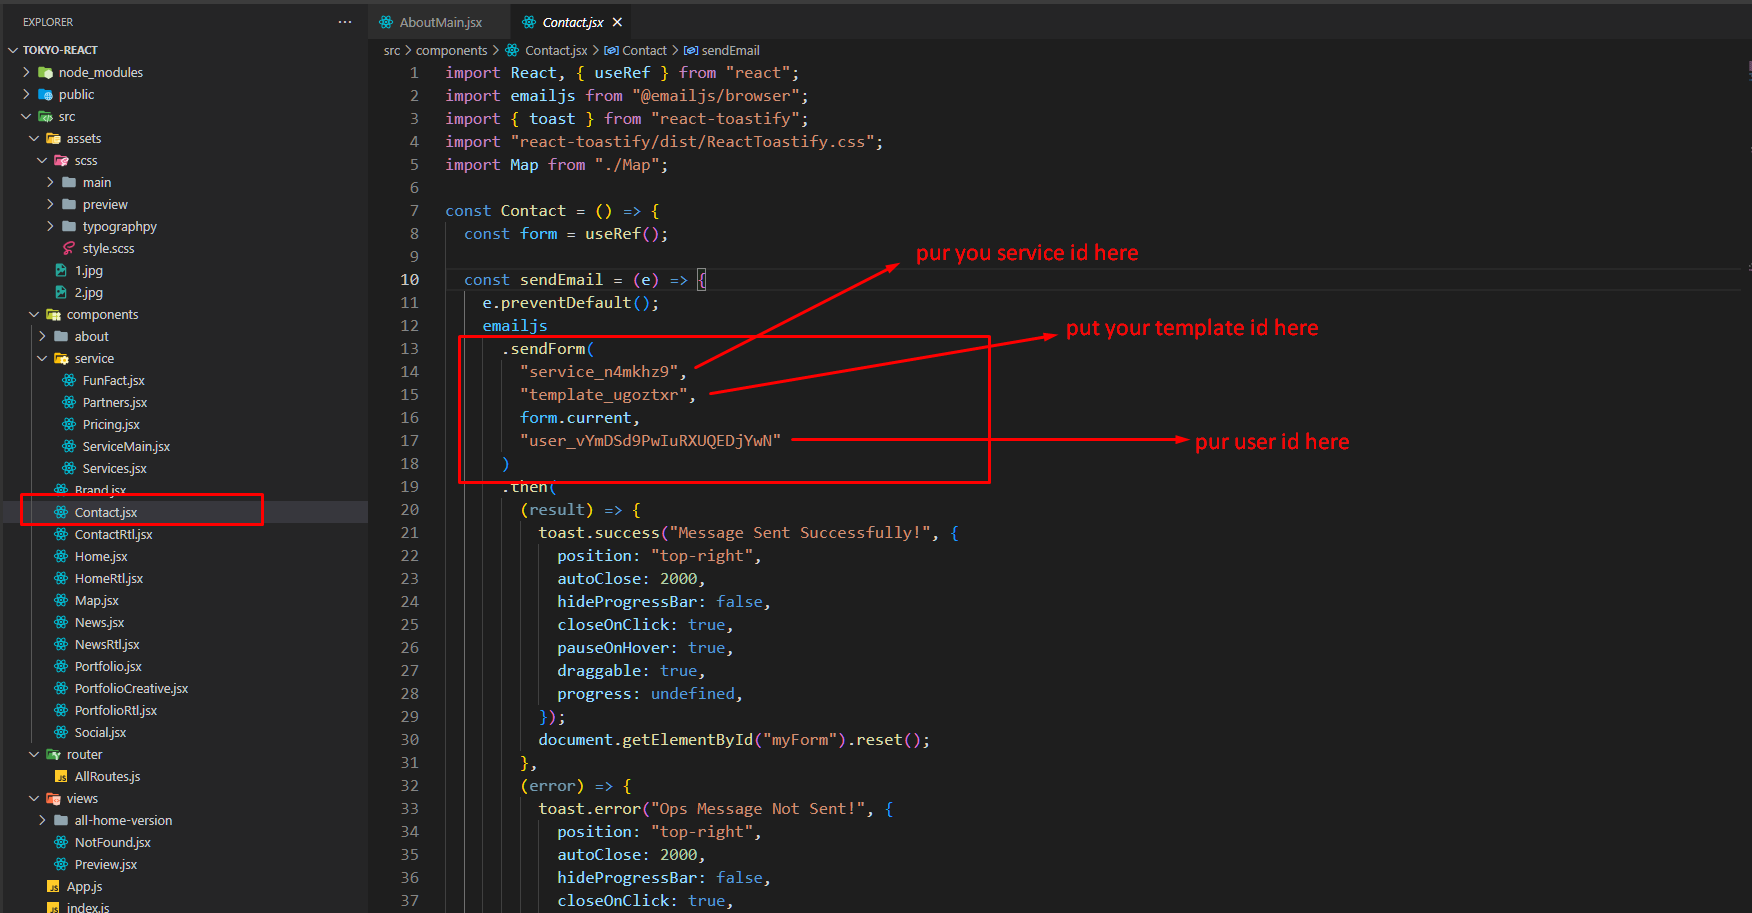 EXPLORER
···
TOKYO-REACT
node_modules
public
src
assets
scss
main
preview
typographpy
style.scss
1.jpg
2.jpg
components
about
service
FunFact.jsx
Partners.jsx
Pricing.jsx
ServiceMain.jsx
Services.jsx
Brand.jsx
Contact.jsx
ContactRtl.jsx
Home.jsx
HomeRtl.jsx
Map.jsx
News.jsx
NewsRtl.jsx
Portfolio.jsx
PortfolioCreative.jsx
PortfolioRtl.jsx
Social.jsx
router
AllRoutes.js
views
all-home-version
NotFound.jsx
Preview.jsx
App.js
index.js
AboutMain.jsx
Contact.jsx
src > components > Contact.jsx > Contact > sendEmail
1 import React, { useRef } from "react";
2 import emailjs from "@emailjs/browser";
3 import { toast } from "react-toastify";
4 import "react-toastify/dist/ReactToastify.css";
5 import Map from "./Map";
6
7 const Contact = () => {
8 const form = useRef();
9
pur you service id here
10 const sendEmail = (e) => {
11 e.preventDefault();
12 emailjs
put your template id here
13 .sendForm(
14 "service_n4mkhz9",
15 "template_ugoztxr",
16 form.current,
17 "user_vYmDSd9PwIuRXUQEDjYwN"
pur user id here
18 )
19 .then(
20 (result) => {
21 toast.success("Message Sent Successfully!", {
22 position: "top-right",
23 autoClose: 2000,
24 hideProgressBar: false,
25 closeOnClick: true,
26 pauseOnHover: true,
27 draggable: true,
28 progress: undefined,
29 });
30 document.getElementById("myForm").reset();
31 },
32 (error) => {
33 toast.error("Ops Message Not Sent!", {
34 position: "top-right",
35 autoClose: 2000,
36 hideProgressBar: false,
37 closeOnClick: true,